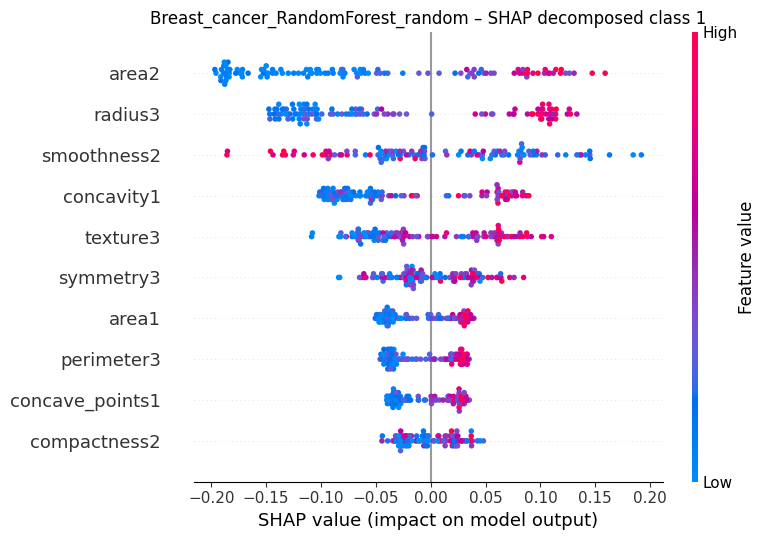 Breast_cancer_RandomForest_random – SHAP decomposed class 1
High
area2
radius3
smoothness2
concavity1
texture3
symmetry3
area1
perimeter3
concave_points1
compactness2
Feature value
Low
−0.20 −0.15 −0.10 −0.05 0.00 0.05 0.10 0.15 0.20
SHAP value (impact on model output)